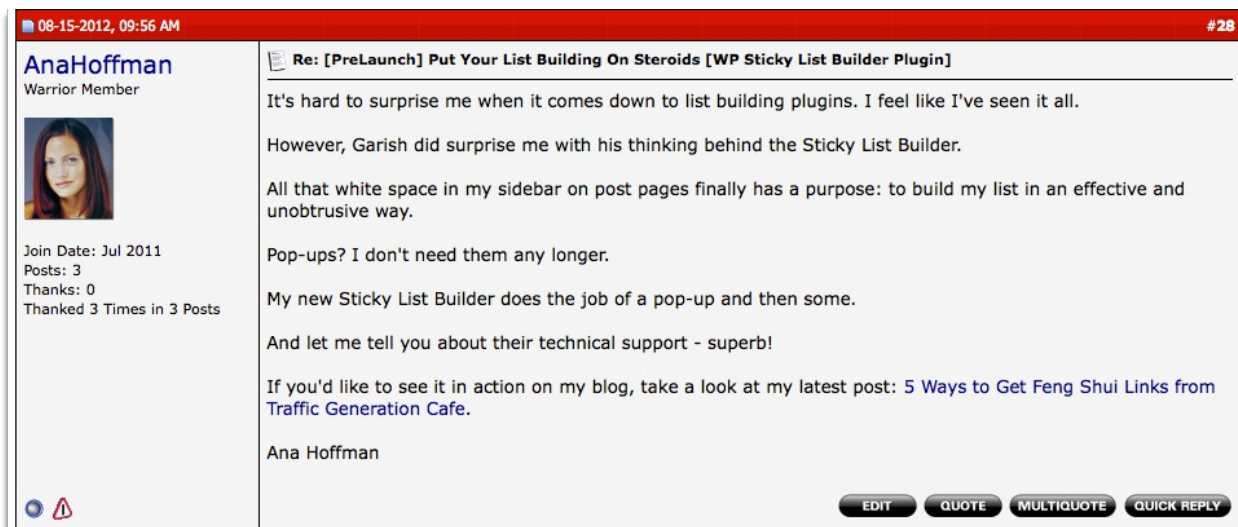 08-15-2012, 09:56 AM #28
AnaHoffman
Warrior Member
Join Date: Jul 2011
Posts: 3
Thanks: 0
Thanked 3 Times in 3 Posts
Re: [PreLaunch] Put Your List Building On Steroids [WP Sticky List Builder Plugin]
It's hard to surprise me when it comes down to list building plugins. I feel like I've seen it all.
However, Garish did surprise me with his thinking behind the Sticky List Builder.
All that white space in my sidebar on post pages finally has a purpose: to build my list in an effective and
unobtrusive way.
Pop-ups? I don't need them any longer.
My new Sticky List Builder does the job of a pop-up and then some.
And let me tell you about their technical support - superb!
If you'd like to see it in action on my blog, take a look at my latest post: 5 Ways to Get Feng Shui Links from
Traffic Generation Cafe.
Ana Hoffman
EDIT QUOTE MULTIQUOTE QUICK REPLY